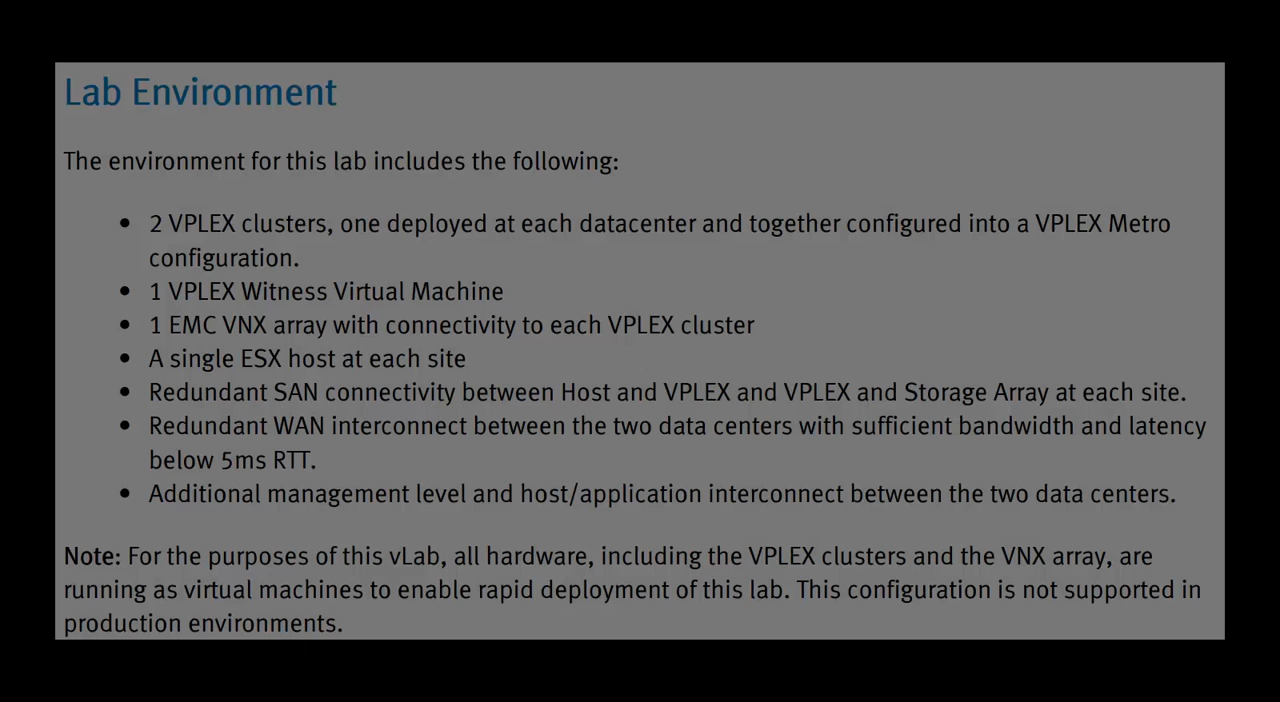 Lab Environment
The environment for this lab includes the following:
• 2 VPLEX clusters, one deployed at each datacenter and together configured into a VPLEX Metro
configuration.
• 1 VPLEX Witness Virtual Machine
• 1 EMC VNX array with connectivity to each VPLEX cluster
• A single ESX host at each site
• Redundant SAN connectivity between Host and VPLEX and VPLEX and Storage Array at each site.
• Redundant WAN interconnect between the two data centers with sufficient bandwidth and latency
below 5ms RTT.
• Additional management level and host/application interconnect between the two data centers.
Note: For the purposes of this vLab, all hardware, including the VPLEX clusters and the VNX array, are
running as virtual machines to enable rapid deployment of this lab. This configuration is not supported in
production environments.